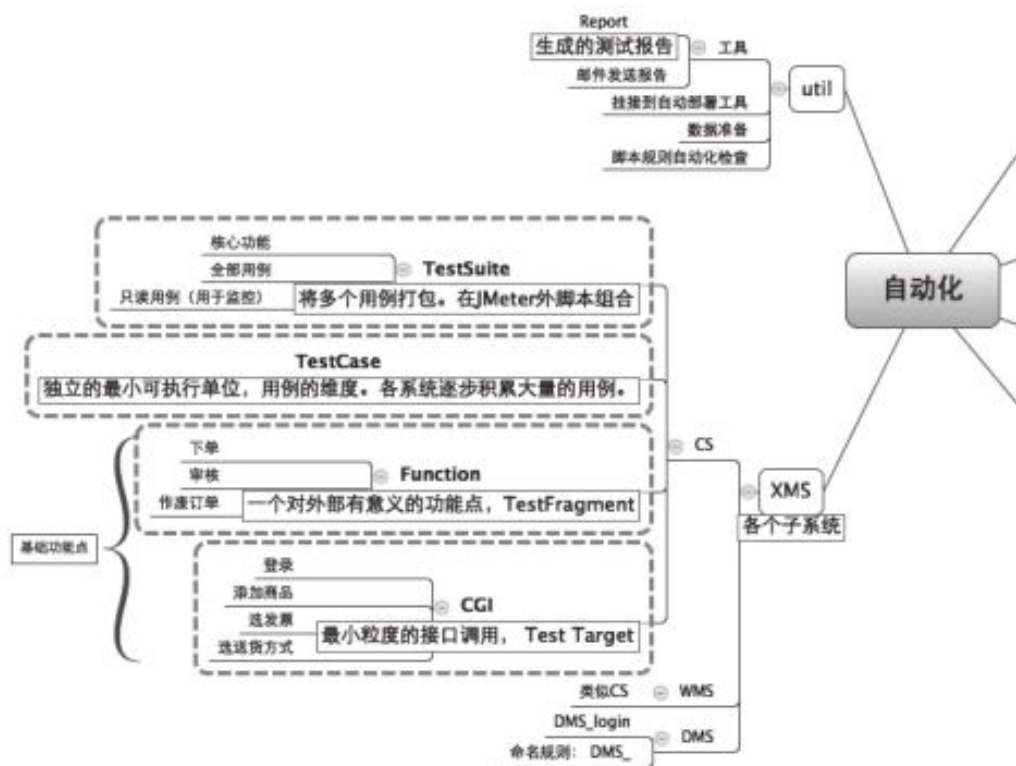 Report
生成的测试报告
工具
邮件发送报告
util
挂接到自动部署工具
数据准备
脚本规则自动化检查
自动化
核心功能
全部用例
TestSuite
只读用例（用于监控）
将多个用例打包。在JMeter外脚本组合
TestCase
独立的最小可执行单位，用例的维度。各系统逐步积累大量的用例。
CS
下单
审核
Function
作废订单
一个对外部有意义的功能点，TestFragment
XMS
各个子系统
基础功能点
登录
添加商品
CGI
选发票
最小粒度的接口调用， Test Target
选送货方式
类似CS
WMS
DMS_login
DMS
命名规则： DMS_